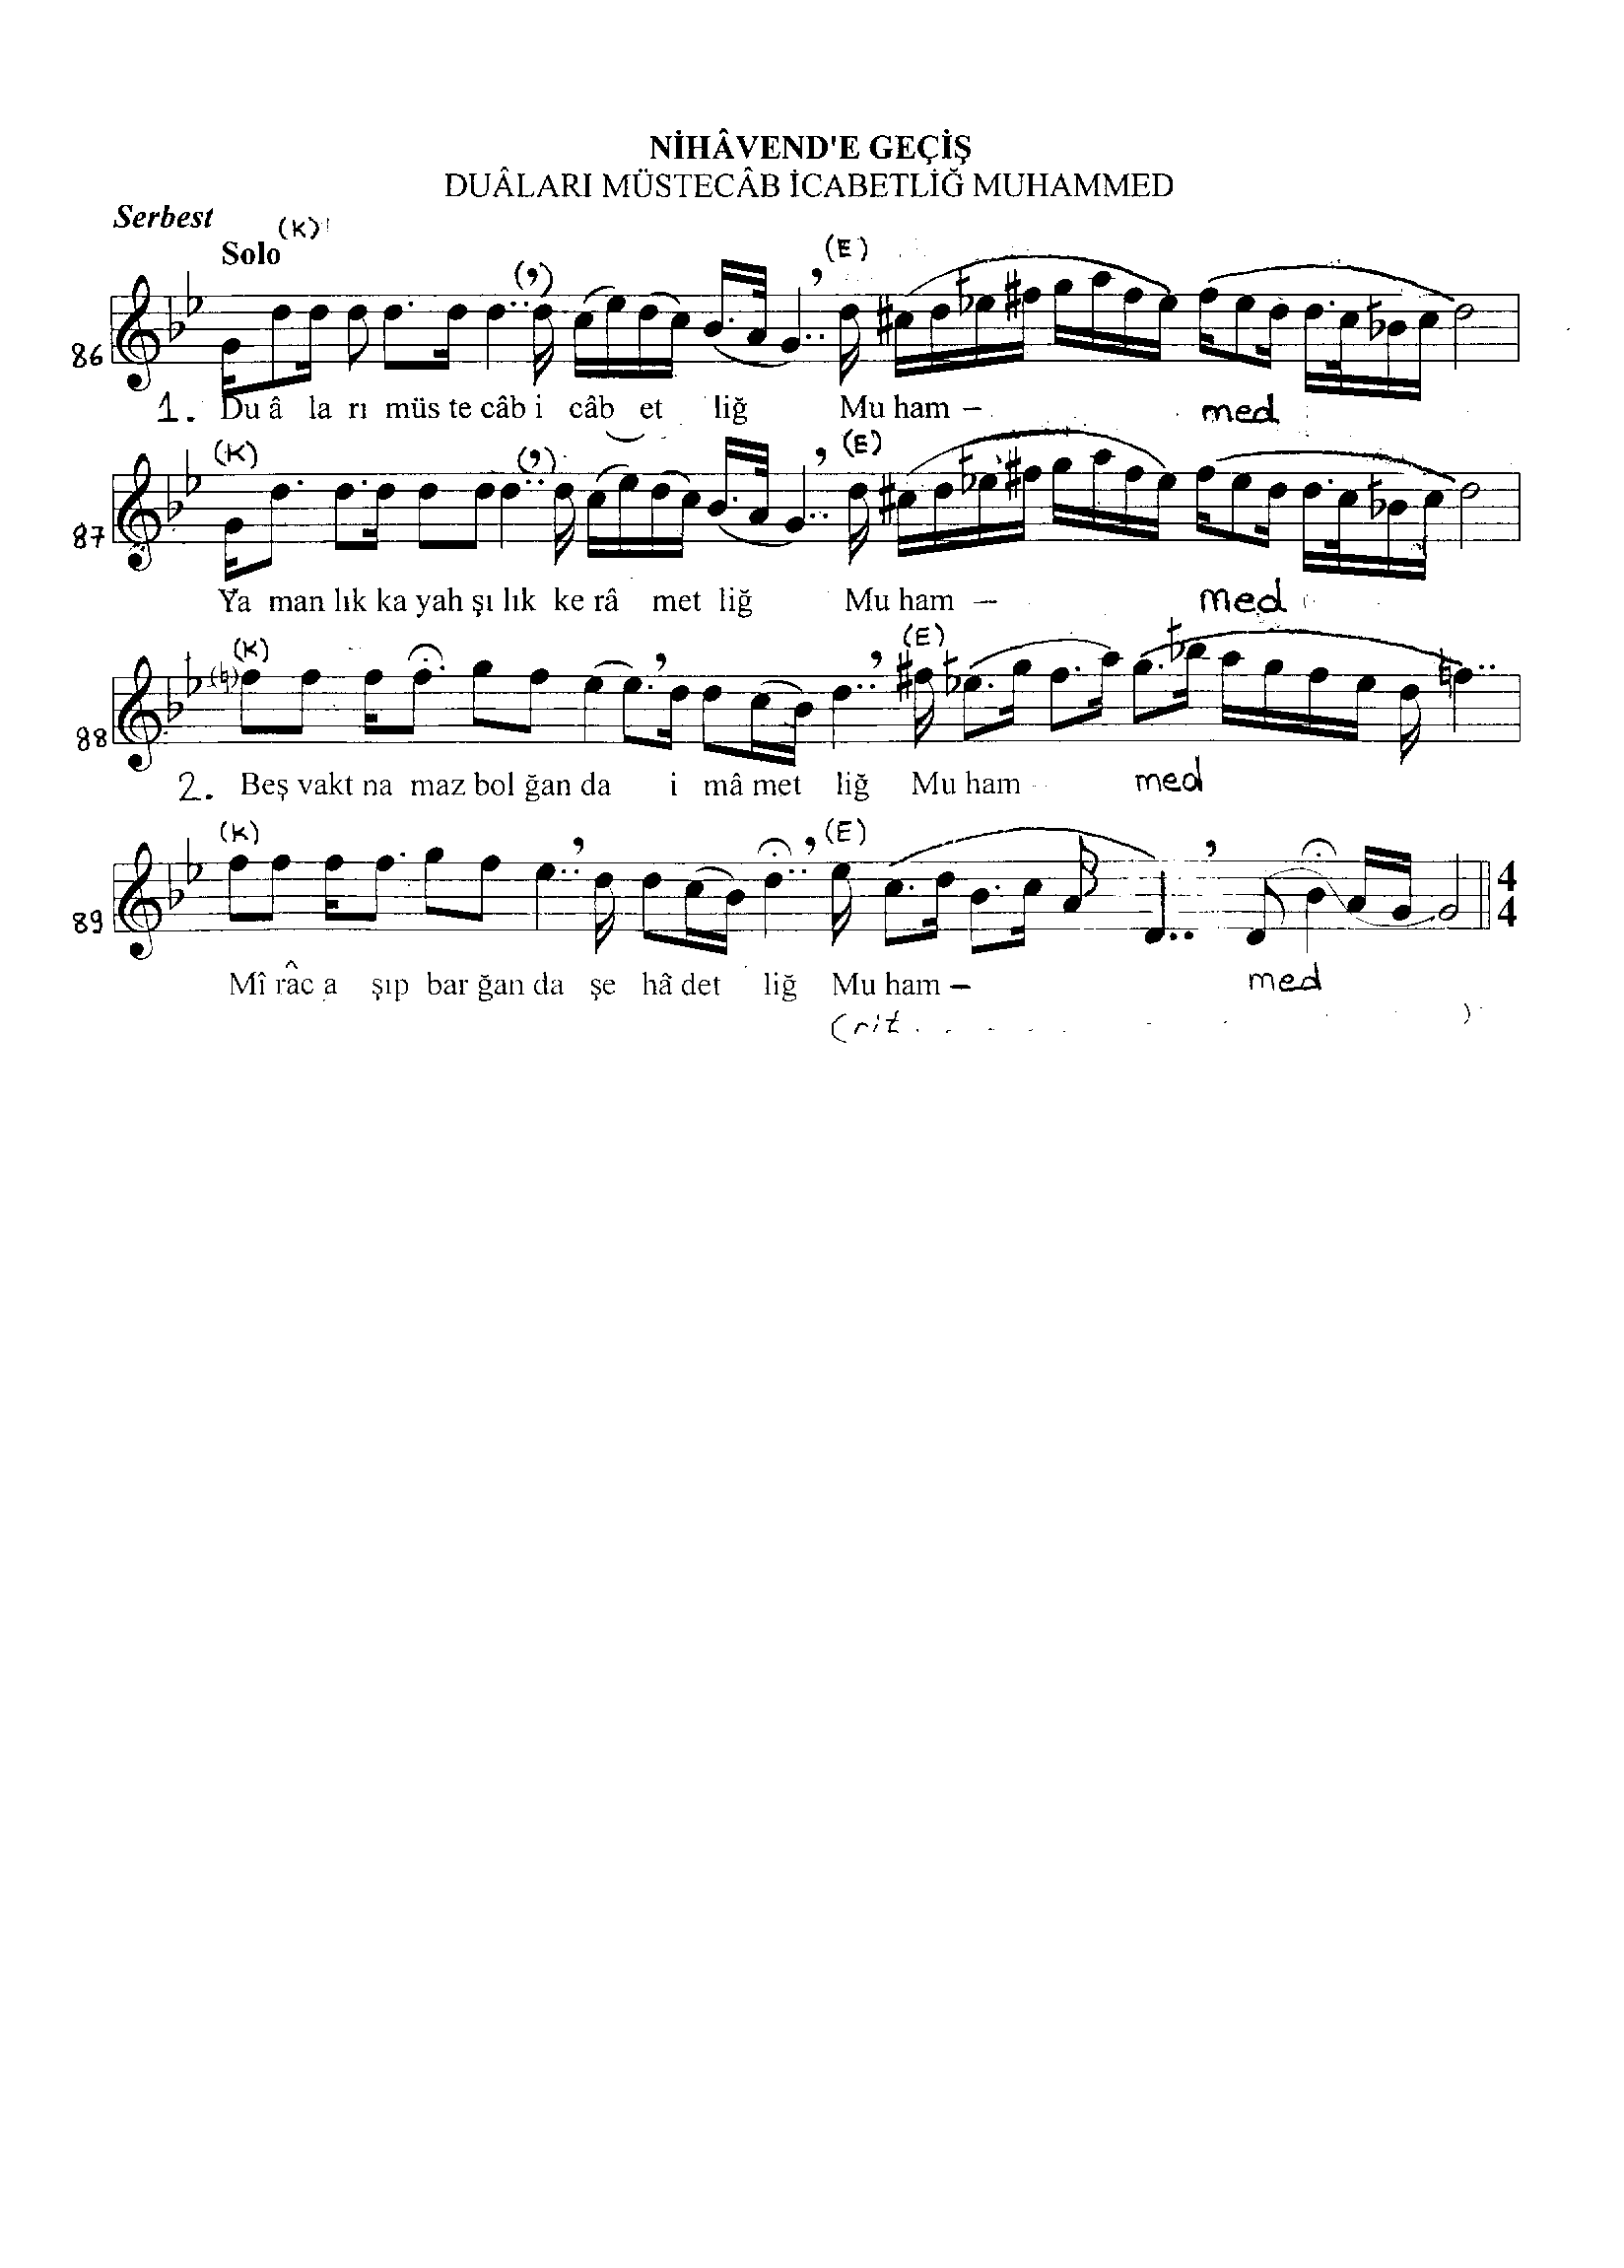 NİHÂVEND'E GEÇİŞ
DUÂLARI MÜSTECÂB İCABETLİĞ MUHAMMED
Serbest
Solo (K) (E)
86
1. Du â la rı müs te câb i câb et liğ Mu ham – med
(K) (E)
87
Ya man lık ka yah şı lık ke râ met liğ Mu ham – med
(K) (E)
88
2. Beş vakt na maz bol ğan da i mâ met liğ Mu ham med
(K) (E)
89 4 4
Mî râc a şıp bar ğan da şe hâ det liğ Mu ham – med
(rit. . . . . . . )